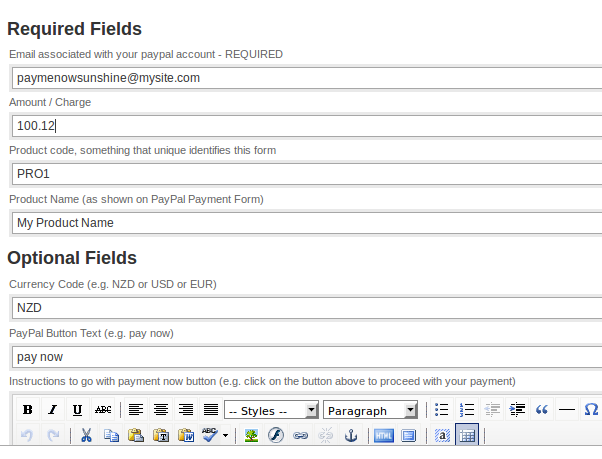 Required Fields
Email associated with your paypal account - REQUIRED
paymenowsunshine@mysite.com
Amount / Charge
100.12
Product code, something that unique identifies this form
PRO1
Product Name (as shown on PayPal Payment Form)
My Product Name
Optional Fields
Currency Code (e.g. NZD or USD or EUR)
NZD
PayPal Button Text (e.g. pay now)
pay now
Instructions to go with payment now button (e.g. click on the button above to proceed with your payment)
B I U ABC -- Styles -- Paragraph Ω
ABC HTML a